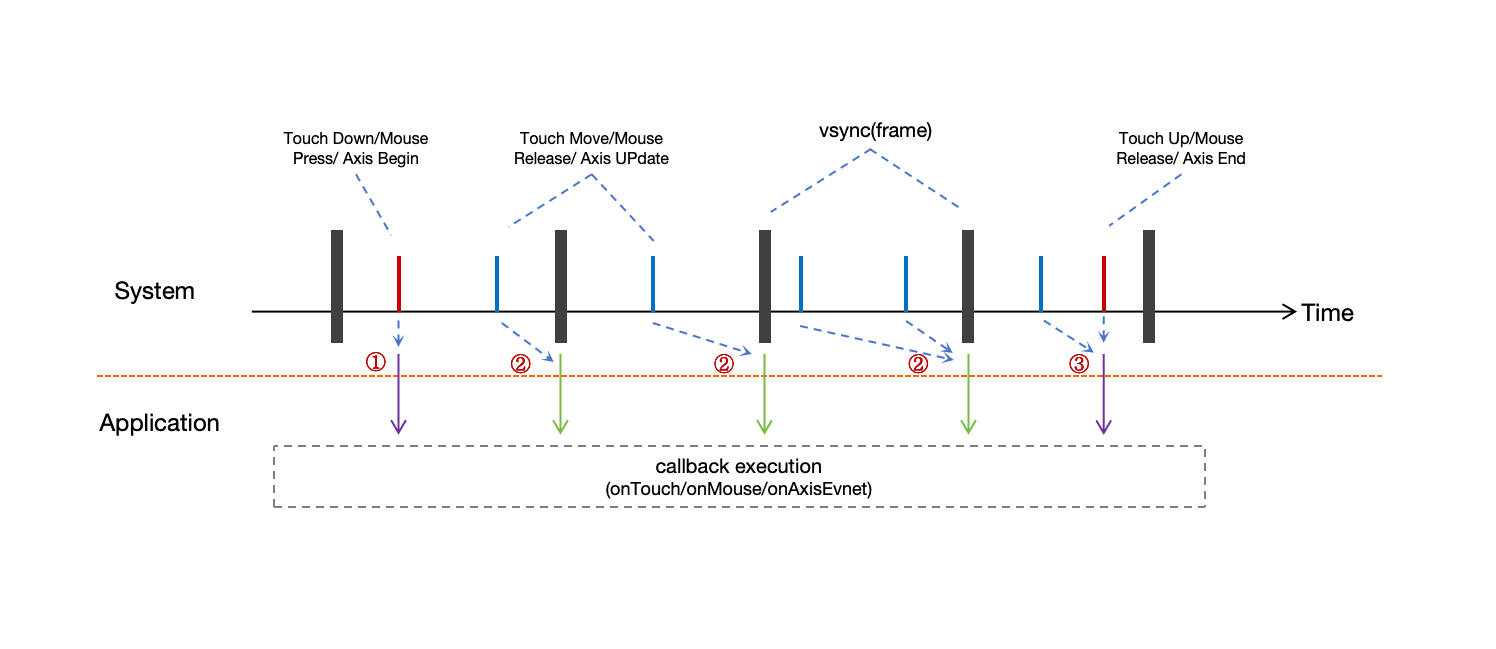 Touch Down/Mouse
Press/ Axis Begin
Touch Move/Mouse
Release/ Axis UPdate
vsync(frame)
Touch Up/Mouse
Release/ Axis End
System
Time
①
②
②
②
③
Application
callback execution
(onTouch/onMouse/onAxisEvnet)